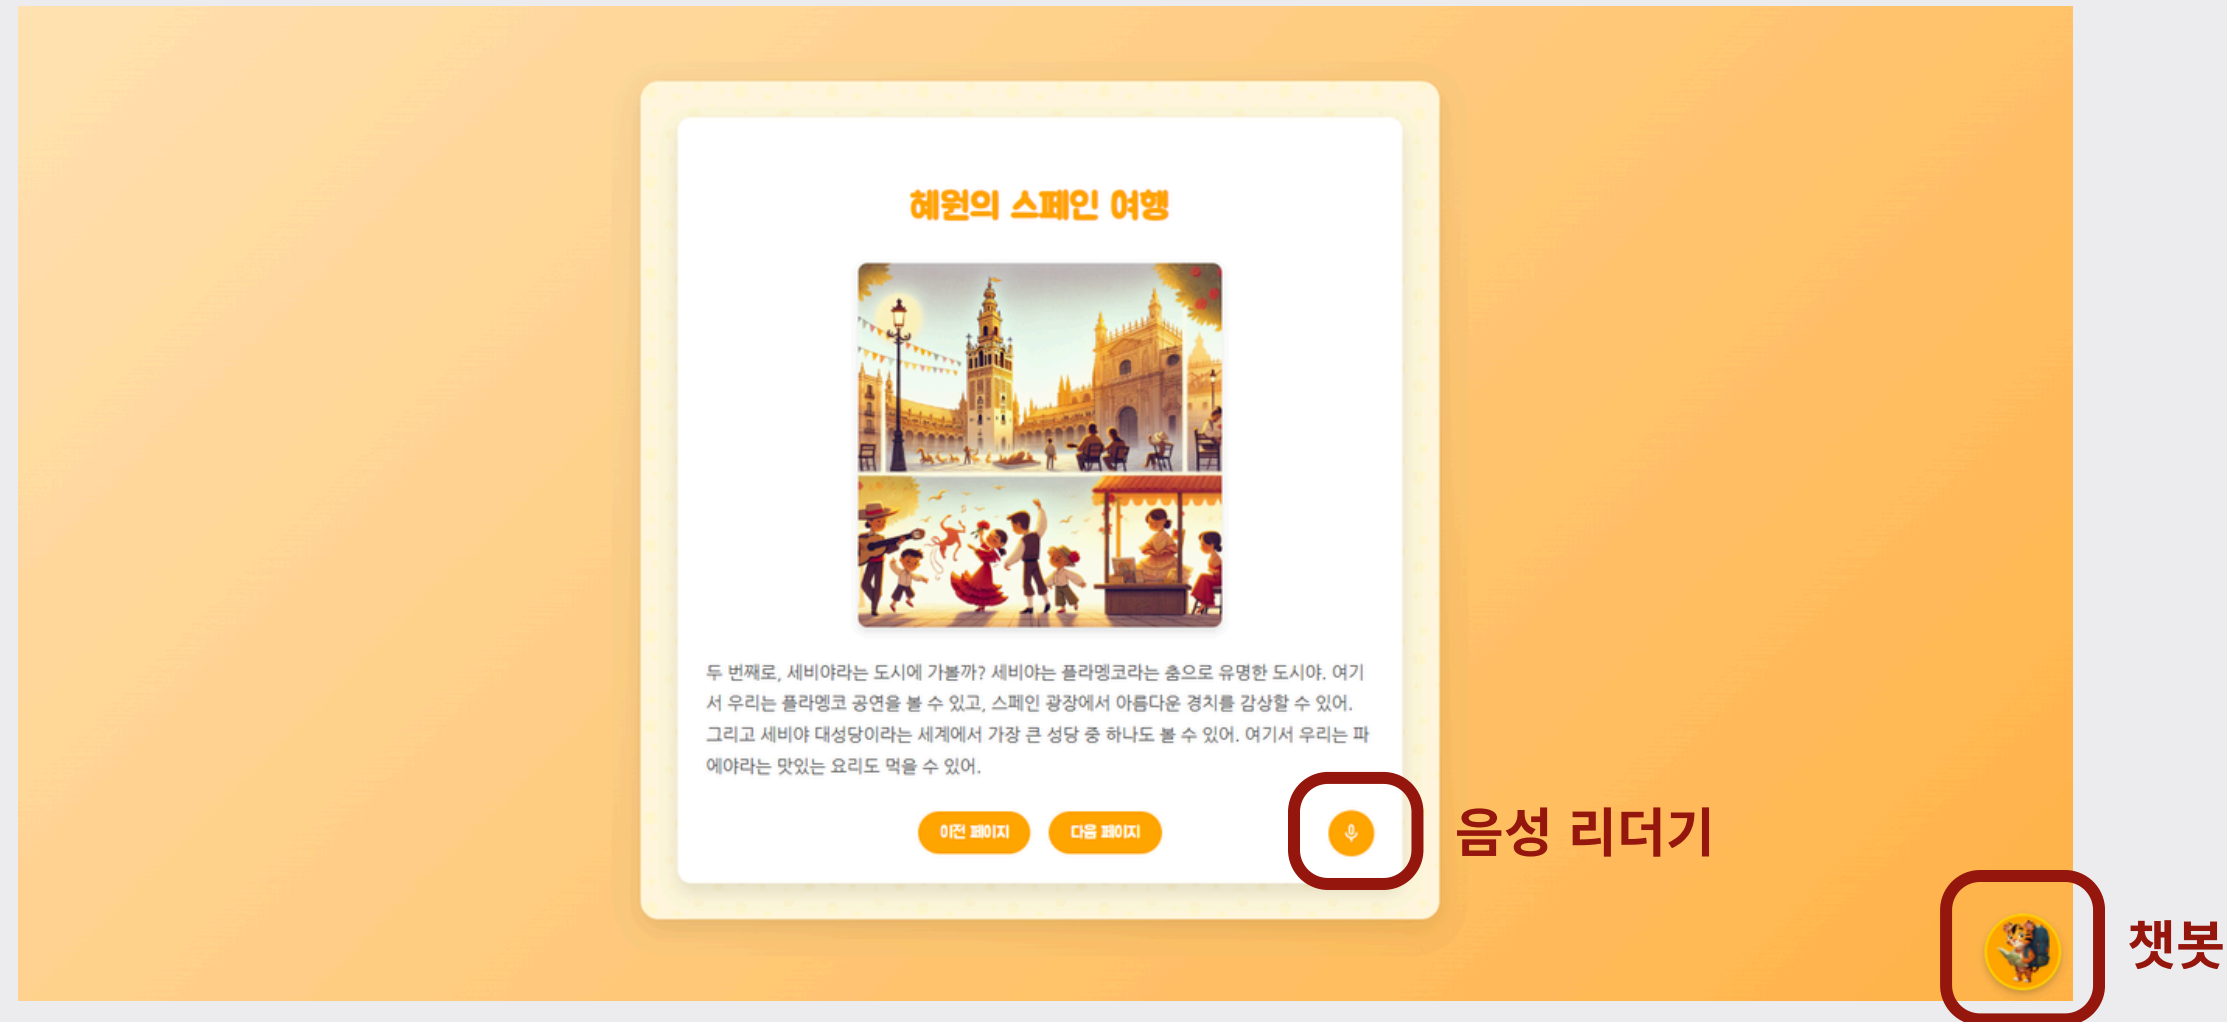 혜원의 스페인 여행
두 번째로, 세비야라는 도시에 가볼까? 세비야는 플라멩코라는 춤으로 유명한 도시야. 여기
서 우리는 플라멩코 공연을 볼 수 있고, 스페인 광장에서 아름다운 경치를 감상할 수 있어.
그리고 세비야 대성당이라는 세계에서 가장 큰 성당 중 하나도 볼 수 있어. 여기서 우리는 파
에야라는 맛있는 요리도 먹을 수 있어.
이전 페이지
다음 페이지
음성 리더기
챗봇